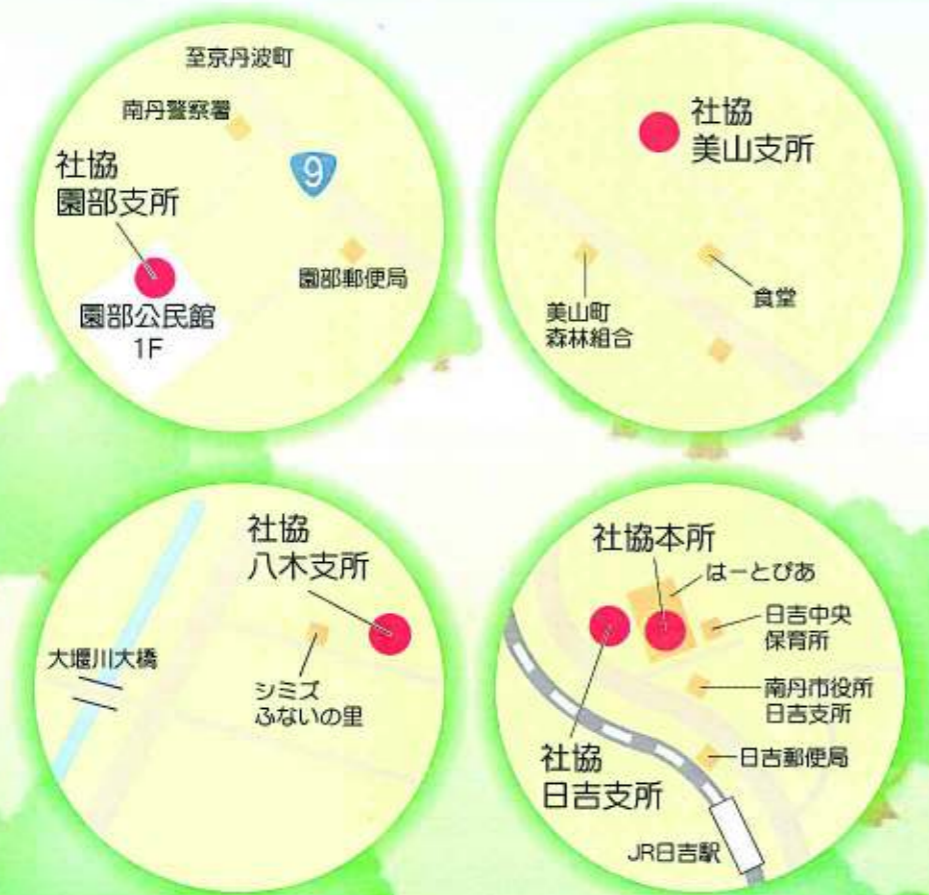 至京丹波町
南丹警察署
9
社協
園部支所
園部郵便局
園部公民館
1F
社協
美山支所
美山町
森林組合
食堂
社協
八木支所
大堰川大橋
シミズ
ふないの里
社協本所
はーとぴあ
日吉中央
保育所
南丹市役所
日吉支所
日吉郵便局
社協
日吉支所
JR日吉駅